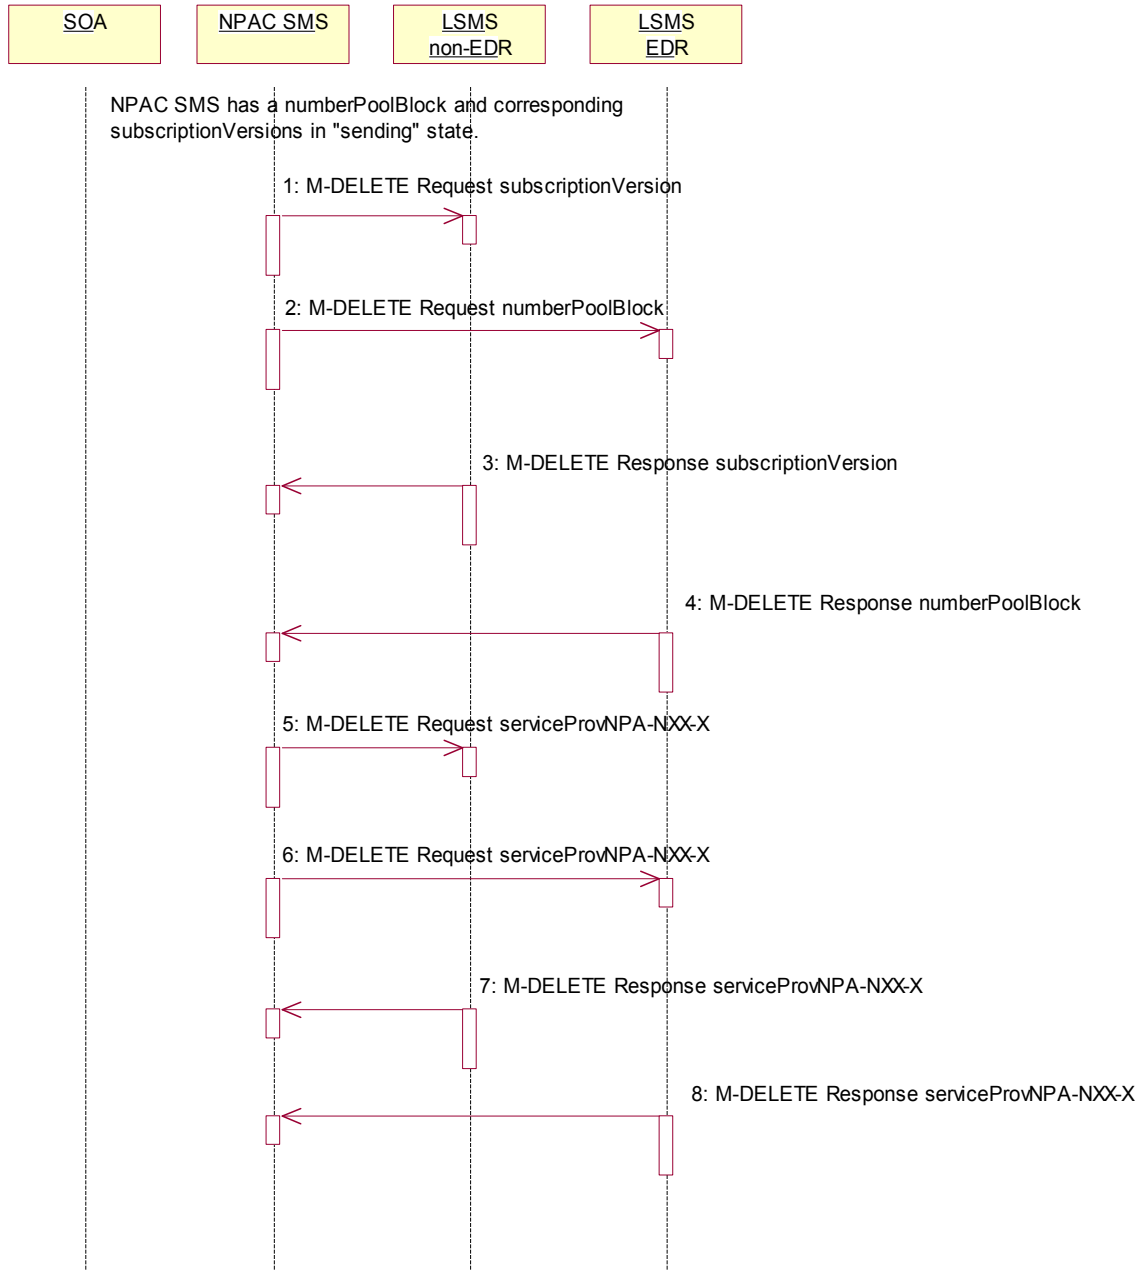 SOA
NPAC SMS
LSMS
non-EDR
LSMS
EDR
NPAC SMS has a numberPoolBlock and corresponding
subscriptionVersions in "sending" state.
1: M-DELETE Request subscriptionVersion
2: M-DELETE Request numberPoolBlock
3: M-DELETE Response subscriptionVersion
4: M-DELETE Response numberPoolBlock
5: M-DELETE Request serviceProvNPA-NXX-X
6: M-DELETE Request serviceProvNPA-NXX-X
7: M-DELETE Response serviceProvNPA-NXX-X
8: M-DELETE Response serviceProvNPA-NXX-X